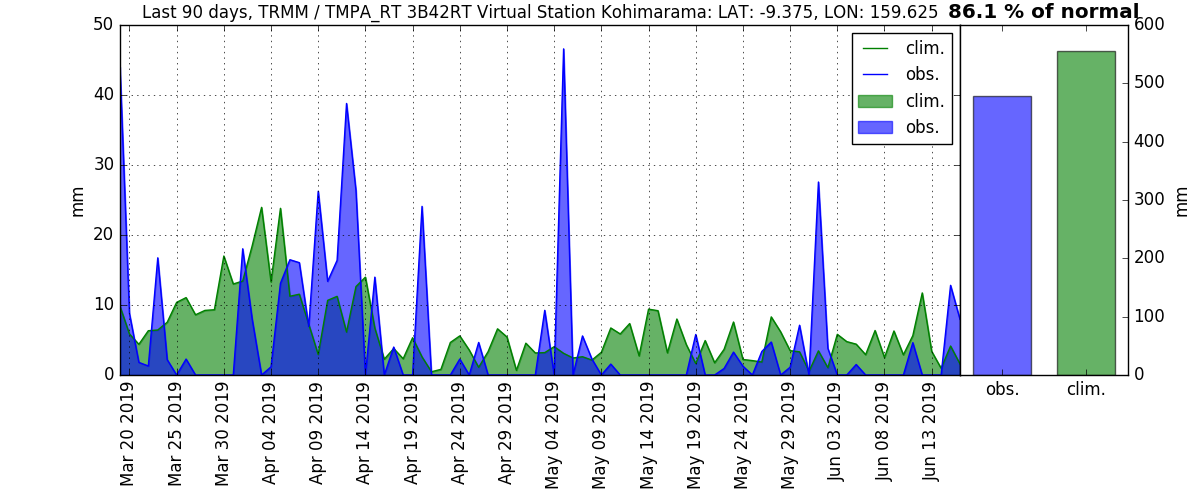 Last 90 days, TRMM / TMPA_RT 3B42RT Virtual Station Kohimarama: LAT: -9.375, LON: 159.625
86.1 % of normal
clim.
obs.
clim.
obs.
mm
50
40
30
20
10
0
Mar 20 2019
Mar 25 2019
Mar 30 2019
Apr 04 2019
Apr 09 2019
Apr 14 2019
Apr 19 2019
Apr 24 2019
Apr 29 2019
May 04 2019
May 09 2019
May 14 2019
May 19 2019
May 24 2019
May 29 2019
Jun 03 2019
Jun 08 2019
Jun 13 2019
600
500
400
300
200
100
0
mm
obs.
clim.